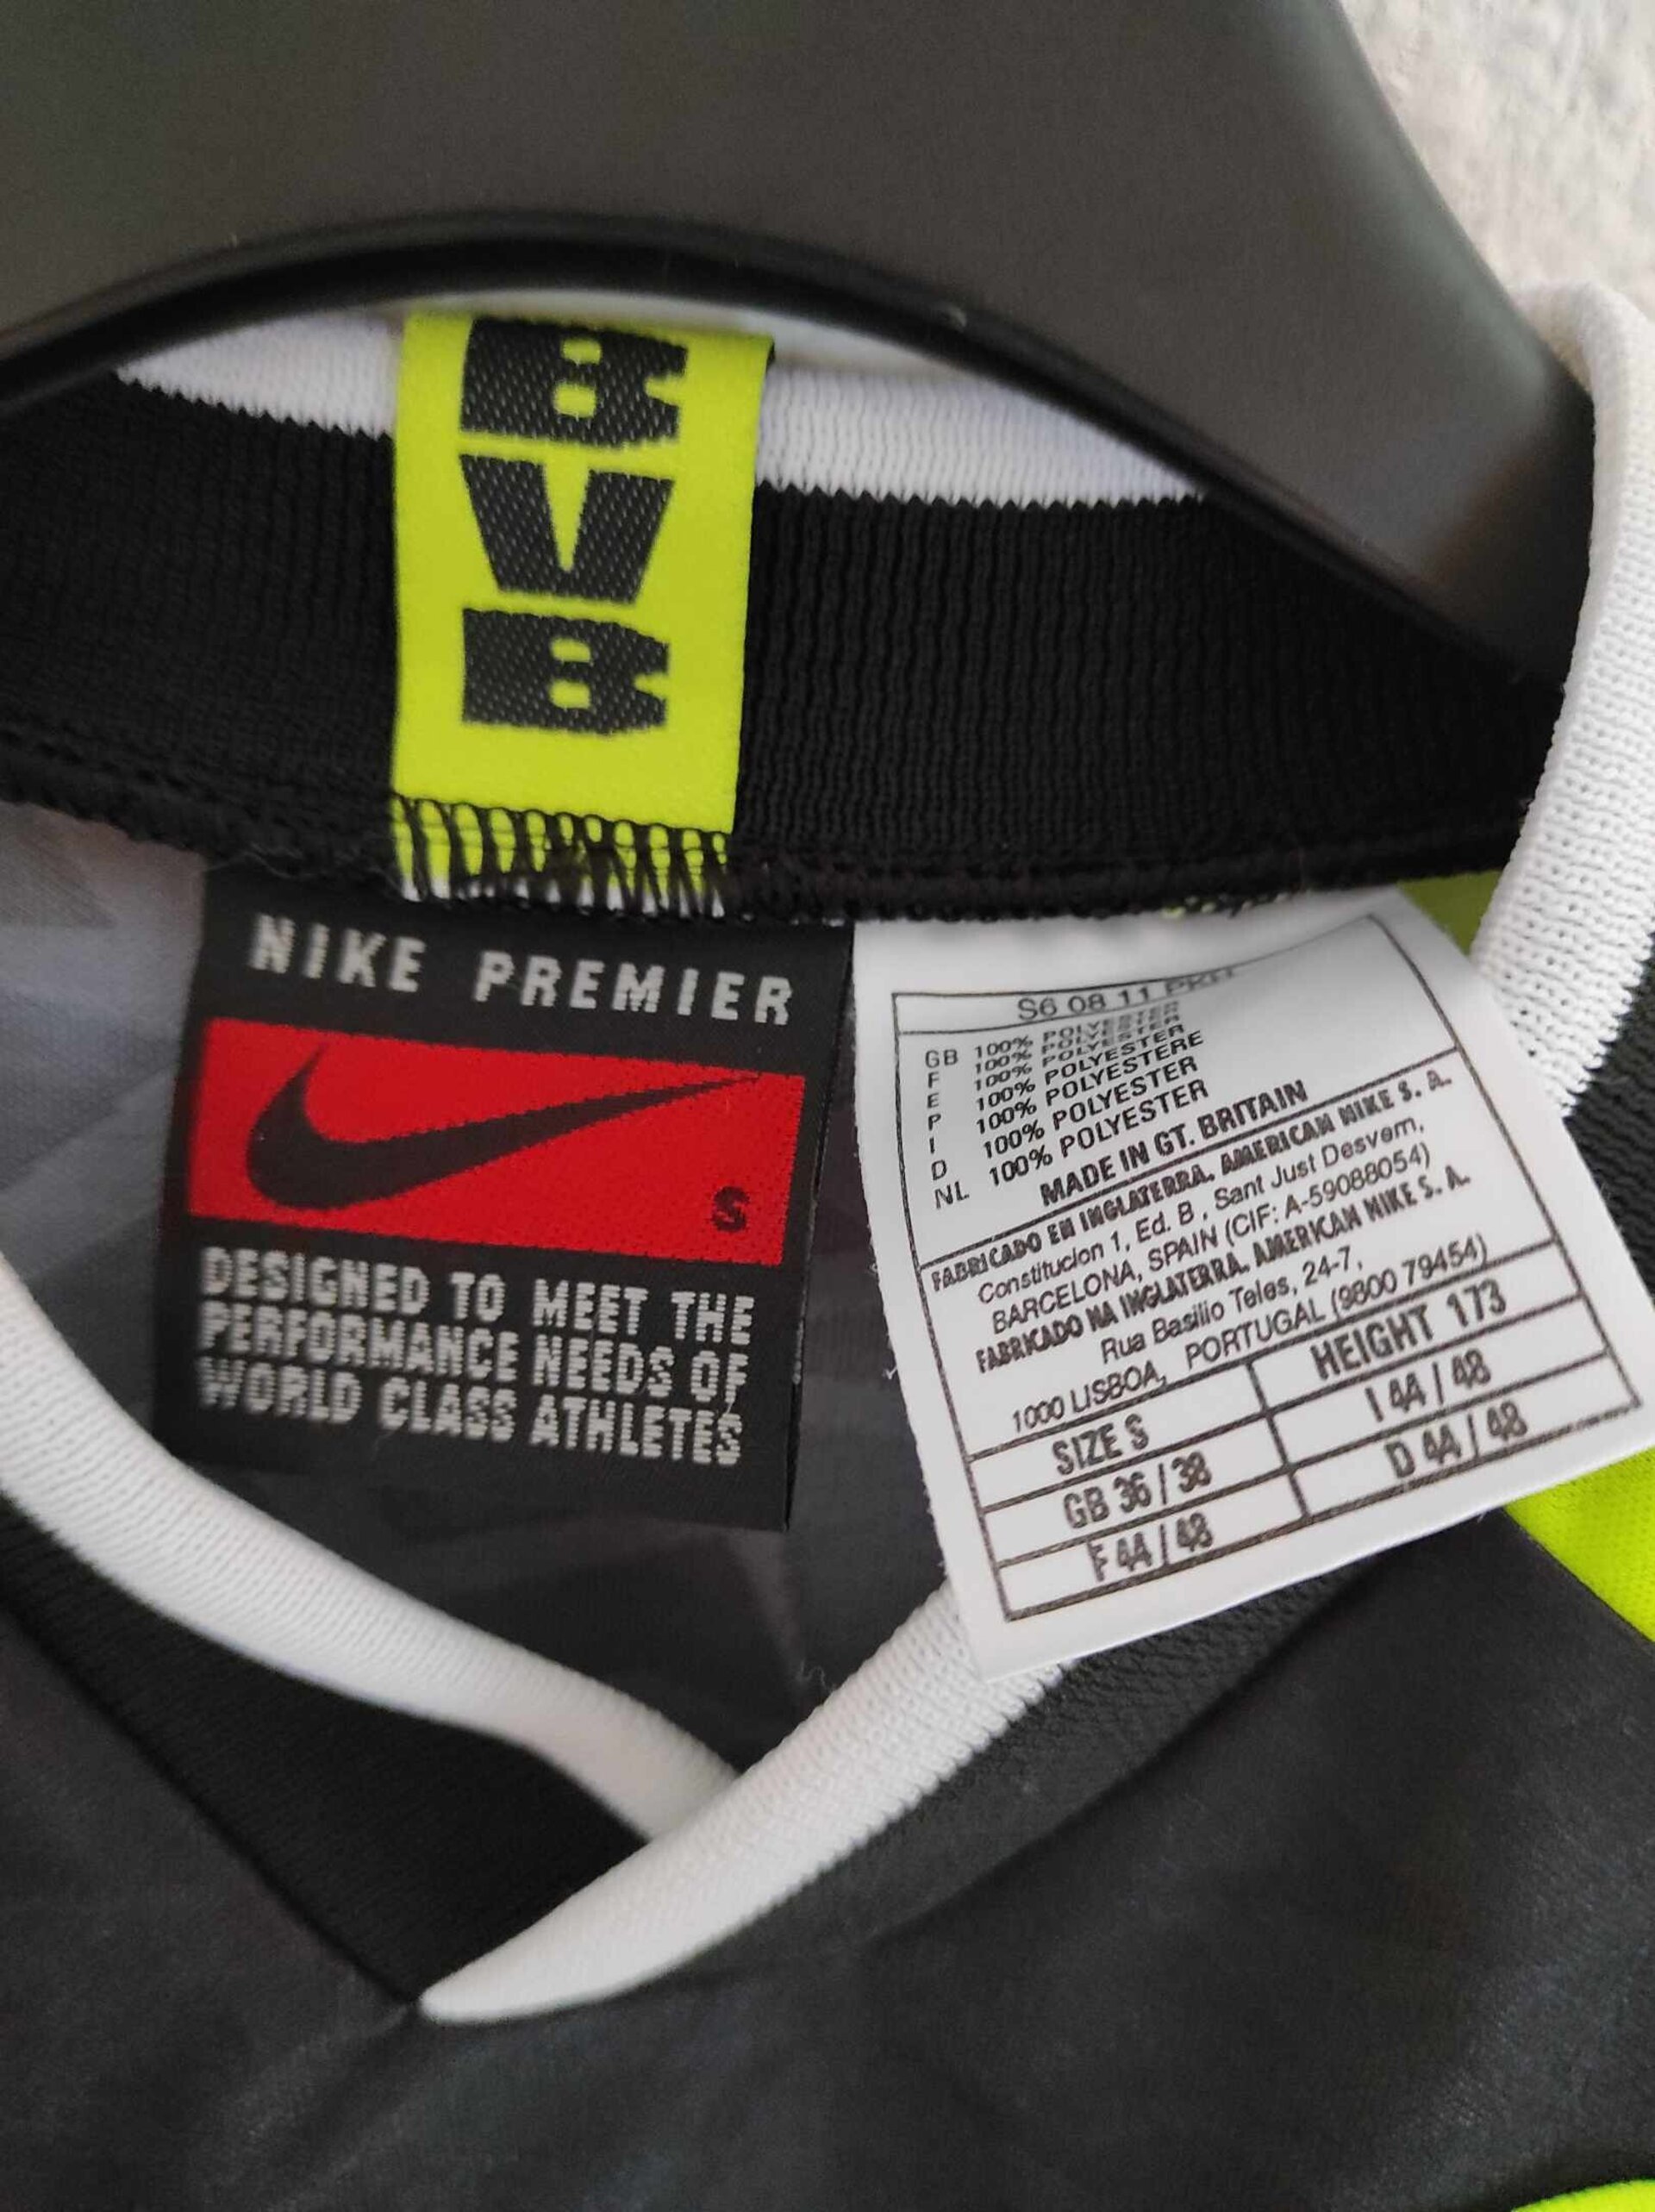 B
V
B
NIKE PREMIER
S
DESIGNED TO MEET THE
PERFORMANCE NEEDS OF
WORLD CLASS ATHLETES
S6 08 11
GB 100% POLYESTER
F 100% POLYESTER
E 100% POLYESTER
P 100% POLYESTERE
I 100% POLYESTER
D 100% POLYESTER
NL
MADE IN GT. BRITAIN
FABRICADO EN INGLATERRA. AMERICAN NIKE S. A.
Constitucion 1, Ed. B , Sant Just Desvern,
BARCELONA, SPAIN (CIF: A-59088054)
FABRICADO NA INGLATERRA. AMERICAN NIKE S. A.
Rua Basilio Teles, 24-7,
1000 LISBOA, PORTUGAL (9800 79454)
SIZE S HEIGHT 173
GB 36 / 38 I 44 / 48
F 44 / 48 D 44 / 48